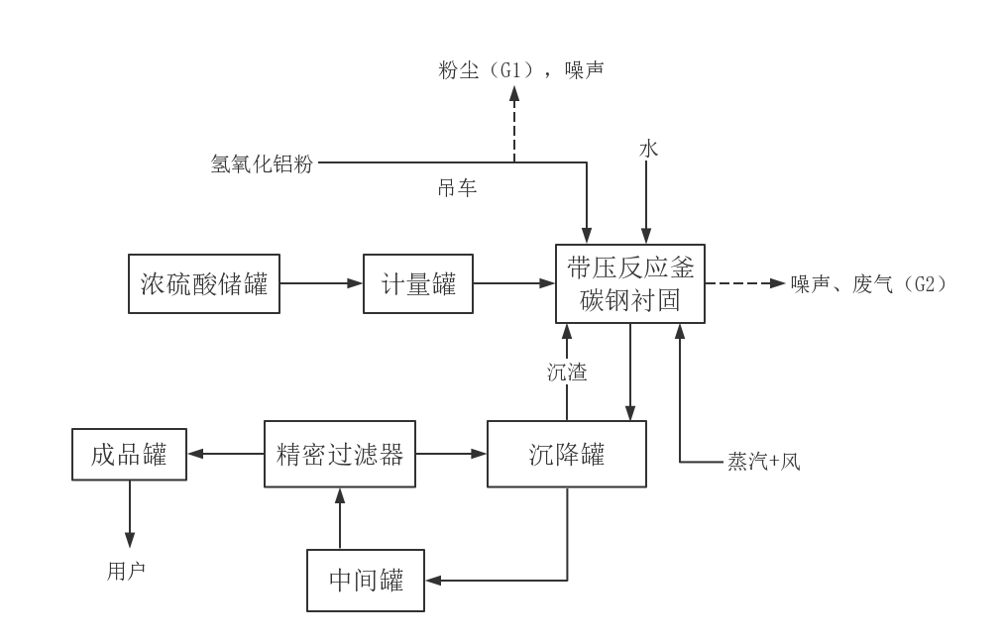 粉尘（G1），噪声
水
氢氧化铝粉
吊车
浓硫酸储罐
计量罐
带压反应釜
碳钢衬固
噪声、废气（G2）
沉渣
成品罐
精密过滤器
沉降罐
蒸汽+风
用户
中间罐